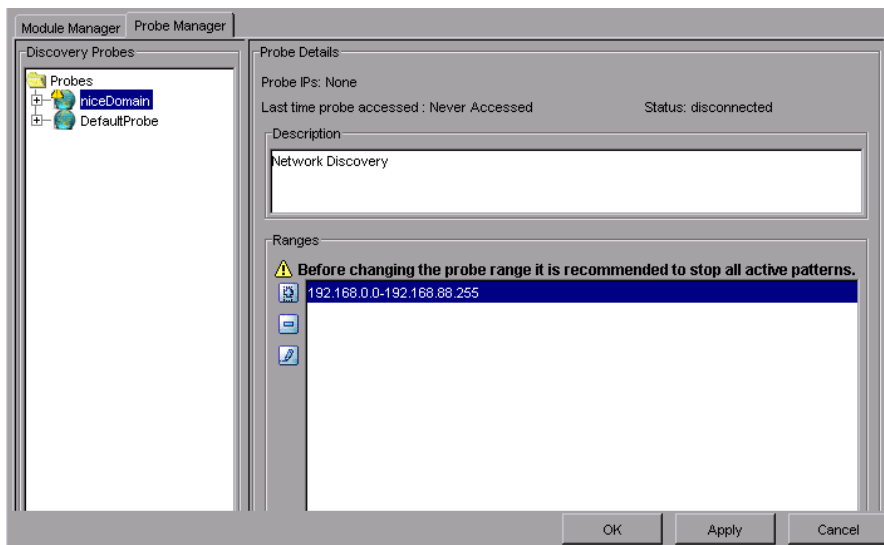 Module Manager
Probe Manager
Discovery Probes
Probes
niceDomain
DefaultProbe
Probe Details
Probe IPs: None
Last time probe accessed : Never Accessed
Status: disconnected
Description
Network Discovery
Ranges
Before changing the probe range it is recommended to stop all active patterns.
192.168.0.0-192.168.88.255
OK
Apply
Cancel